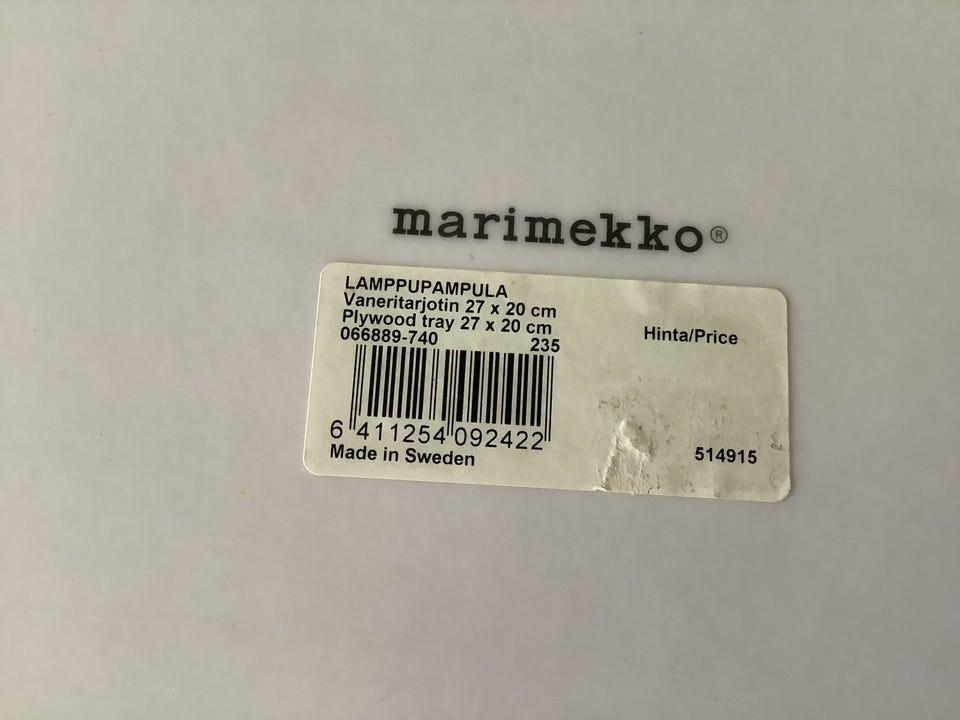 marimekko®
LAMPPUPAMPULA
Vaneritarjotin 27 x 20 cm
Plywood tray 27 x 20 cm
066889-740 235
Hinta/Price
6 411254 092422
Made in Sweden
514915